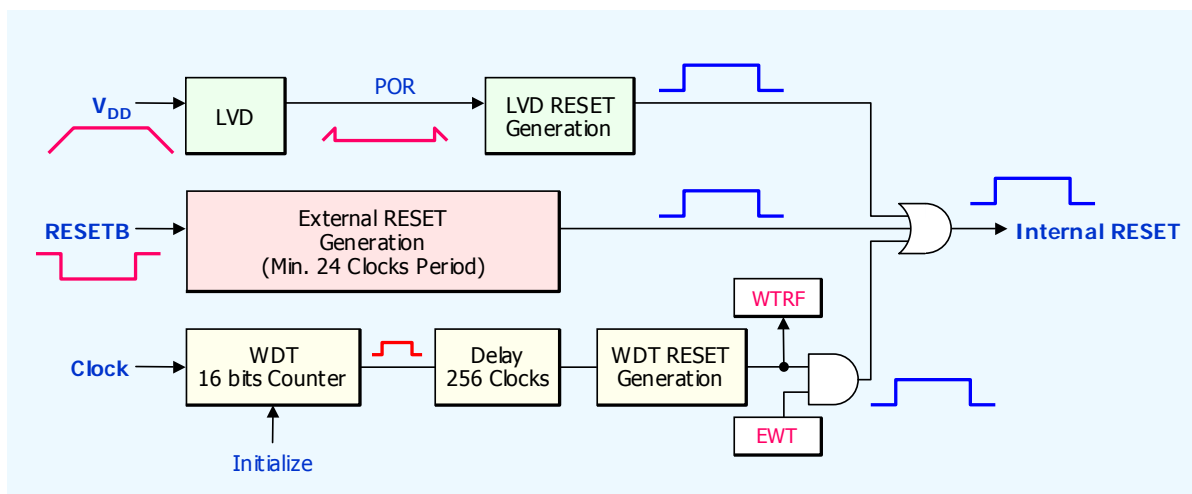 V_DD
LVD
POR
LVD RESET
Generation
RESETB
External RESET
Generation
(Min. 24 Clocks Period)
Internal RESET
WTRF
Clock
WDT
16 bits Counter
Delay
256 Clocks
WDT RESET
Generation
EWT
Initialize